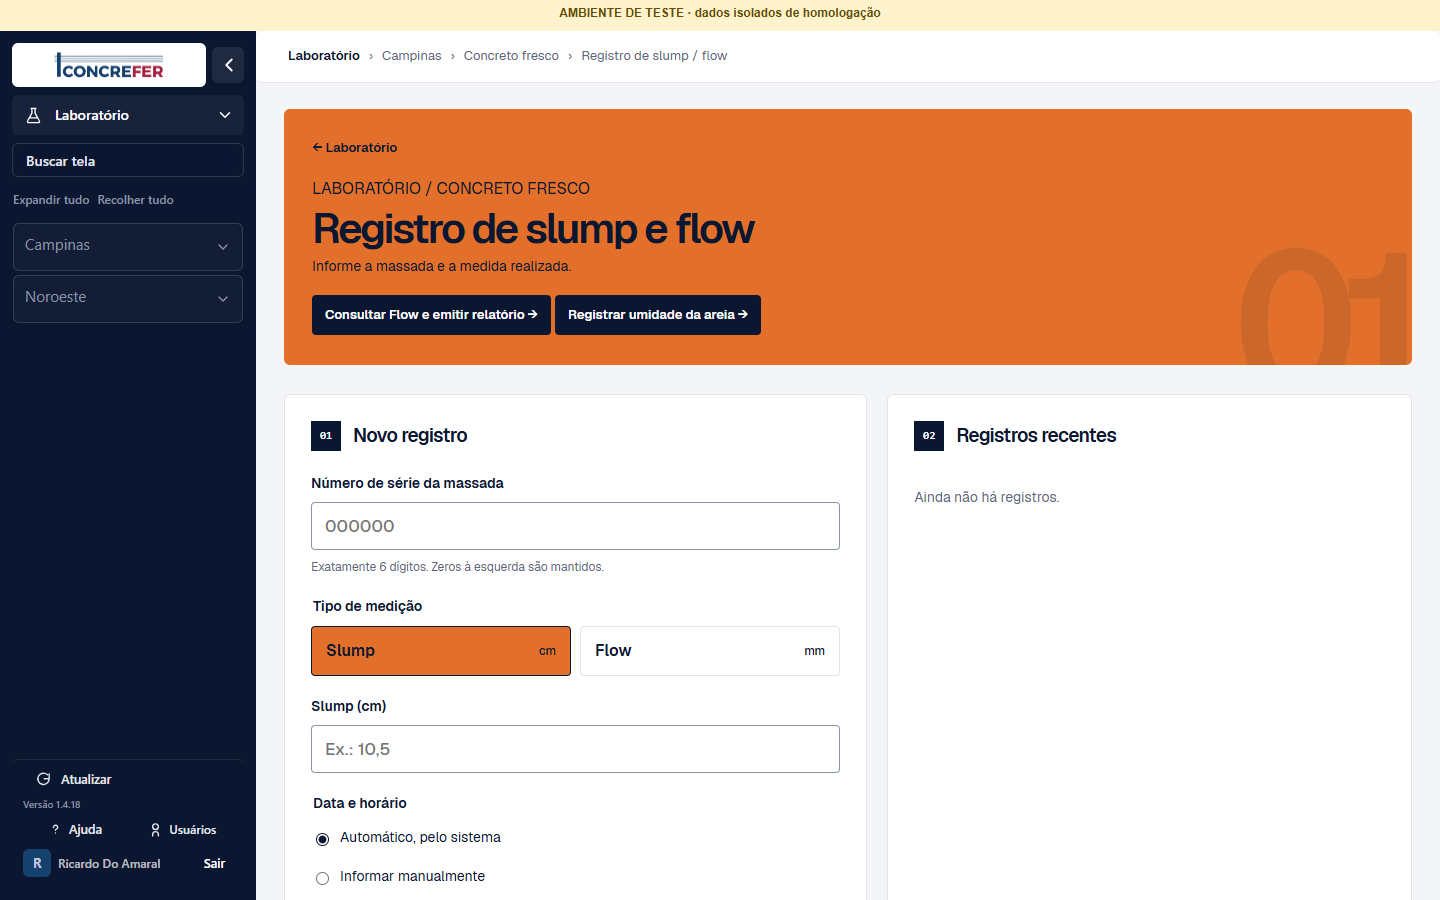 AMBIENTE DE TESTE · dados isolados de homologação
CONCREFER
Laboratório
Buscar tela
Expandir tudo Recolher tudo
Campinas
Noroeste
Atualizar
Versão 1.4.18
? Ajuda Usuários
R Ricardo Do Amaral Sair
Laboratório › Campinas › Concreto fresco › Registro de slump / flow
← Laboratório
LABORATÓRIO / CONCRETO FRESCO
Registro de slump e flow
Informe a massada e a medida realizada.
Consultar Flow e emitir relatório → Registrar umidade da areia →
01
01 Novo registro
Número de série da massada
000000
Exatamente 6 dígitos. Zeros à esquerda são mantidos.
Tipo de medição
Slump cm Flow mm
Slump (cm)
Ex.: 10,5
Data e horário
Automático, pelo sistema
Informar manualmente
02 Registros recentes
Ainda não há registros.